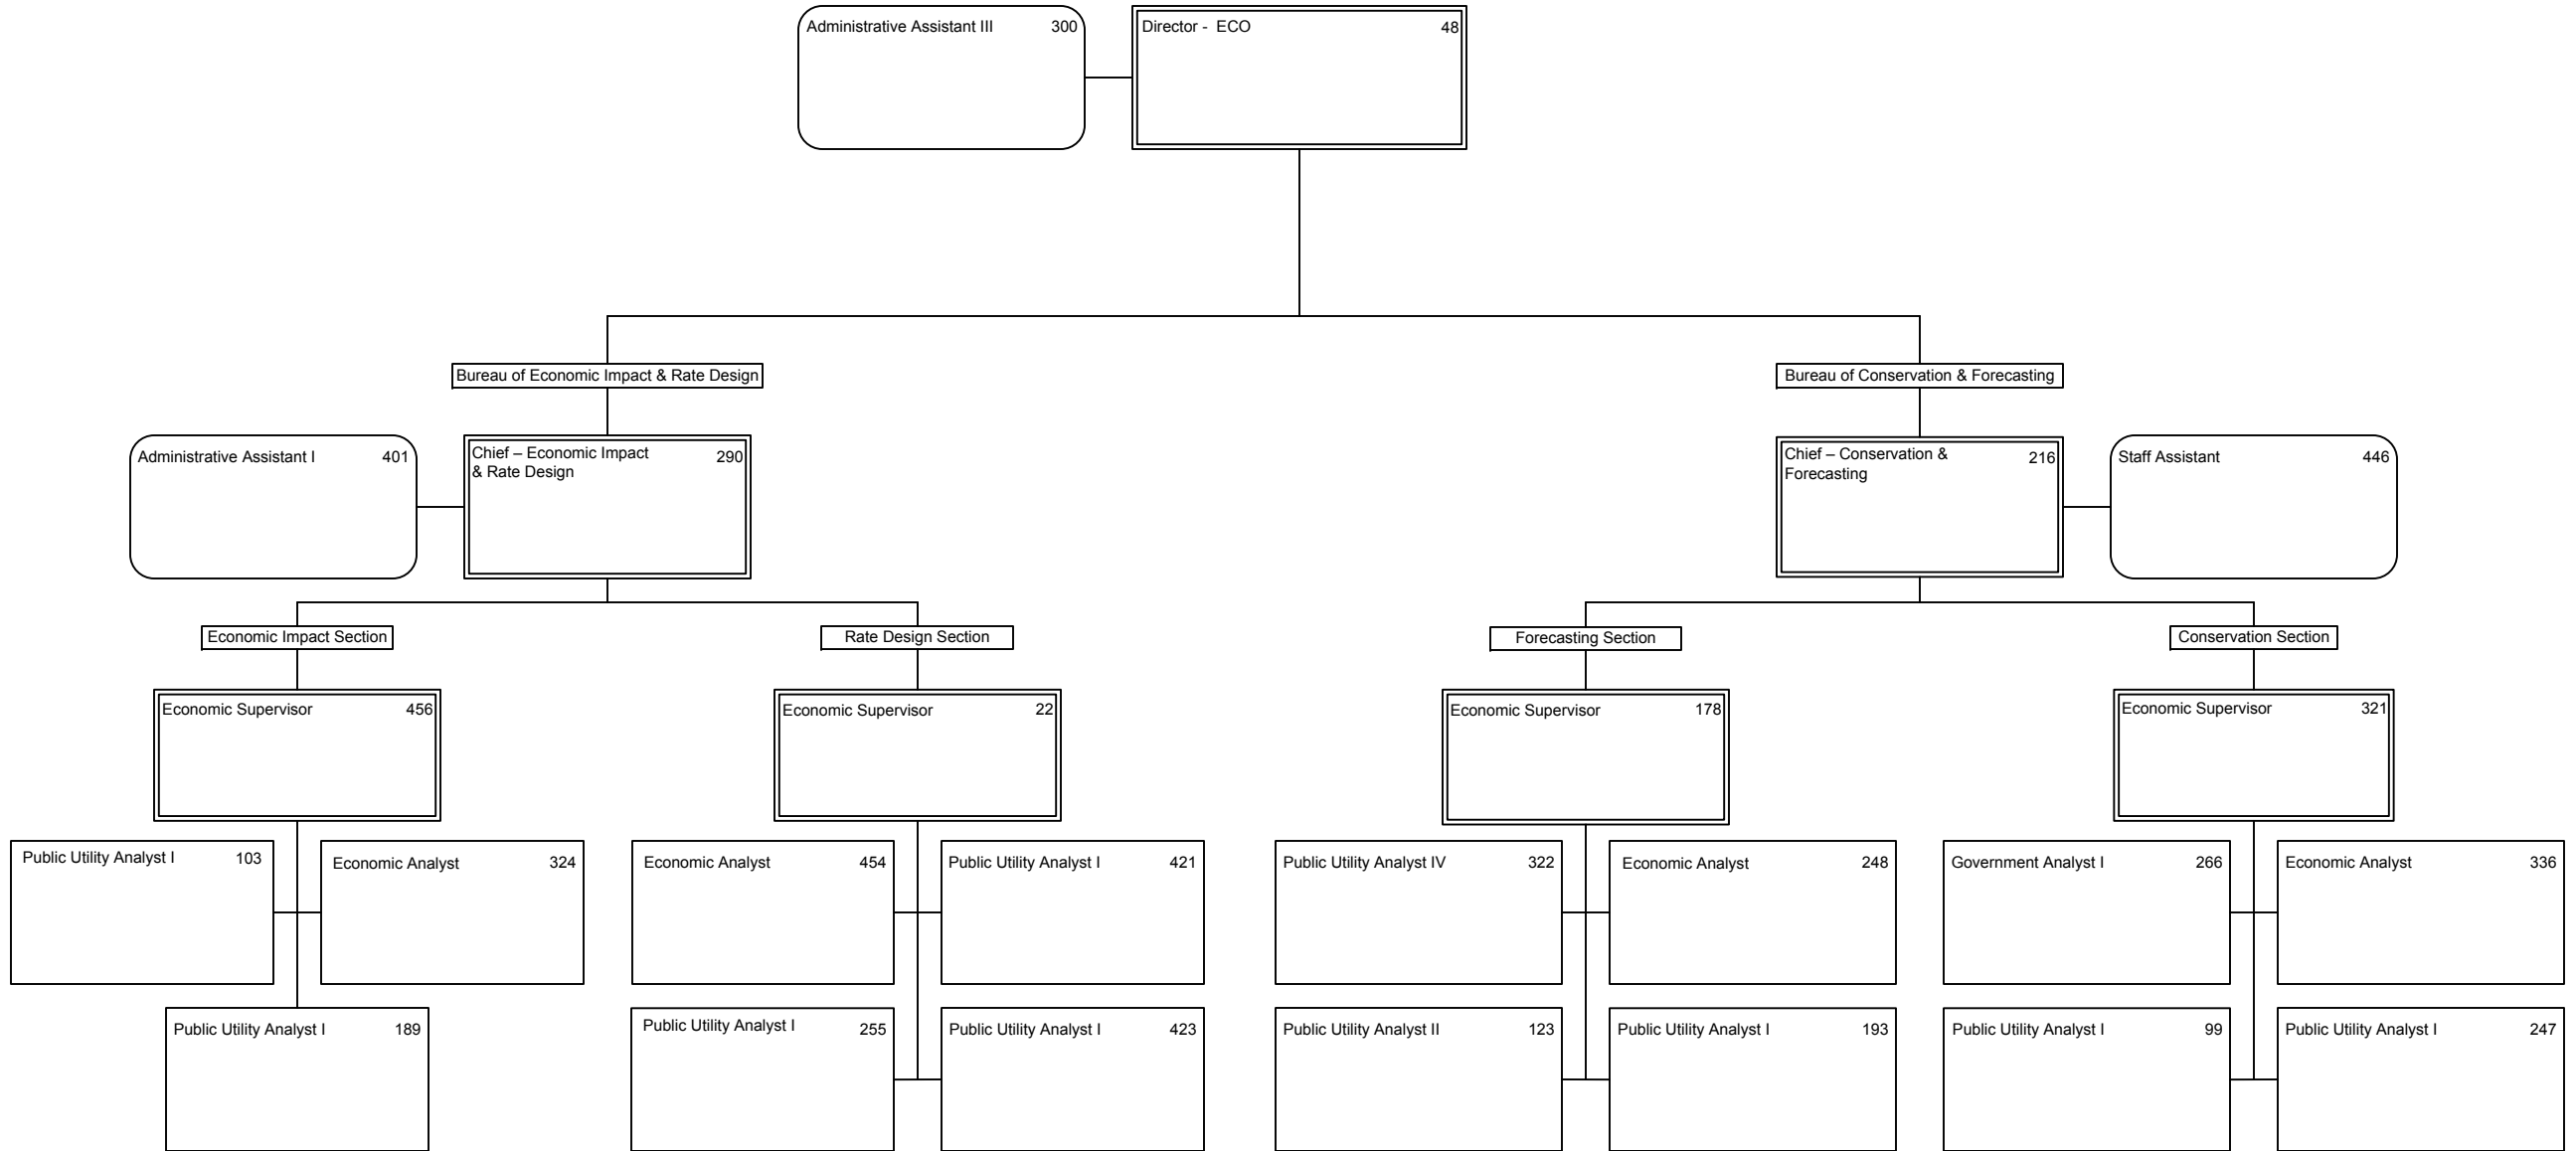 Administrative Assistant III 300
Director - ECO 48
Bureau of Economic Impact & Rate Design
Bureau of Conservation & Forecasting
Administrative Assistant I 401
Chief – Economic Impact 290
& Rate Design
Chief – Conservation & 216
Forecasting
Staff Assistant 446
Economic Impact Section
Rate Design Section
Forecasting Section
Conservation Section
Economic Supervisor 456
Economic Supervisor 22
Economic Supervisor 178
Economic Supervisor 321
Public Utility Analyst I 103
Economic Analyst 324
Economic Analyst 454
Public Utility Analyst I 421
Public Utility Analyst IV 322
Economic Analyst 248
Government Analyst I 266
Economic Analyst 336
Public Utility Analyst I 189
Public Utility Analyst I 255
Public Utility Analyst I 423
Public Utility Analyst II 123
Public Utility Analyst I 193
Public Utility Analyst I 99
Public Utility Analyst I 247